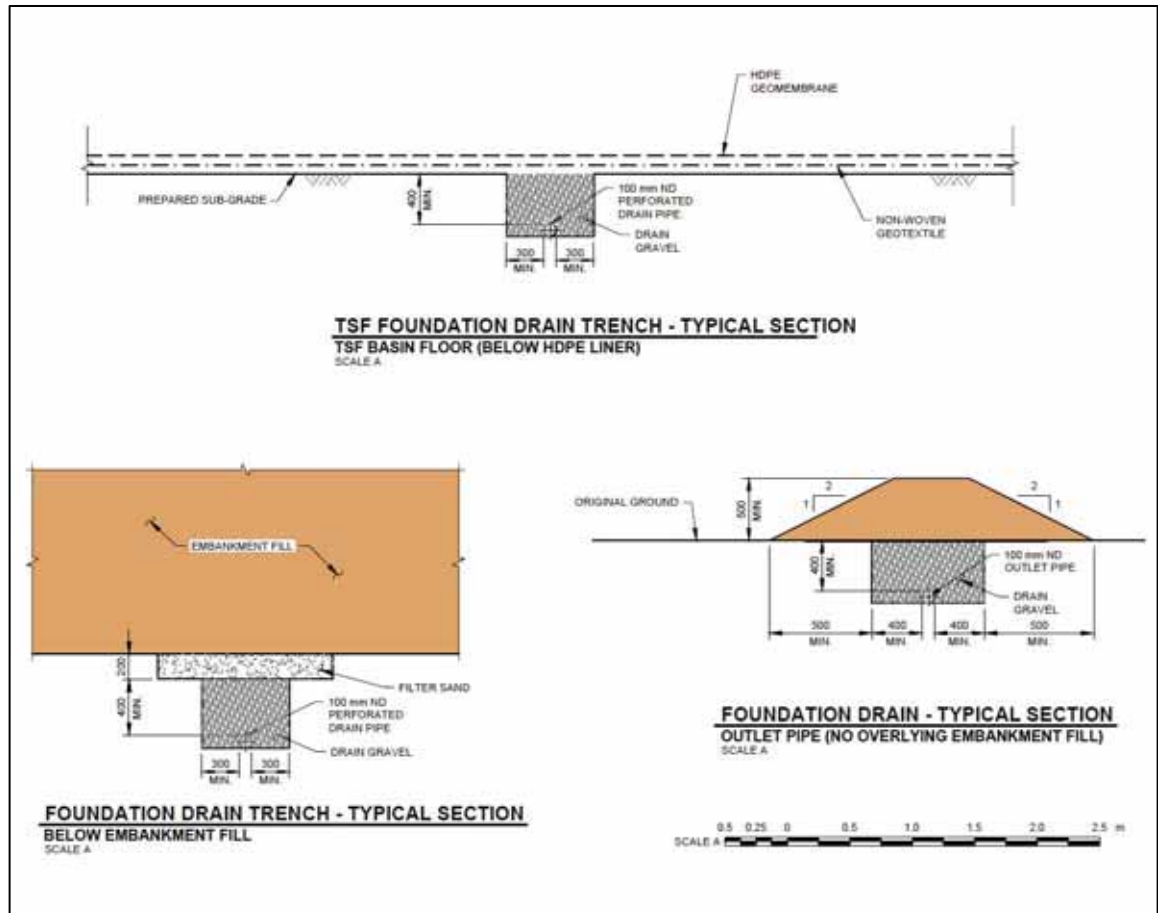 HDPE
GEOMEMBRANE
PREPARED SUB-GRADE
400
MIN.
100 mm ND
PERFORATED
DRAIN PIPE
DRAIN
GRAVEL
NON-WOVEN
GEOTEXTILE
300
MIN.
300
MIN.
TSF FOUNDATION DRAIN TRENCH - TYPICAL SECTION
TSF BASIN FLOOR (BELOW HDPE LINER)
SCALE A
EMBANKMENT FILL
200
FILTER SAND
400
MIN.
100 mm ND
PERFORATED
DRAIN PIPE
DRAIN GRAVEL
300
MIN.
300
MIN.
FOUNDATION DRAIN TRENCH - TYPICAL SECTION
BELOW EMBANKMENT FILL
SCALE A
ORIGINAL GROUND
500
MIN.
2
1
2
1
400
MIN.
100 mm ND
OUTLET PIPE
DRAIN
GRAVEL
500
MIN.
400
MIN.
400
MIN.
500
MIN.
FOUNDATION DRAIN - TYPICAL SECTION
OUTLET PIPE (NO OVERLYING EMBANKMENT FILL)
SCALE A
SCALE A 0.5 0.25 0 0.5 1.0 1.5 2.0 2.5 m